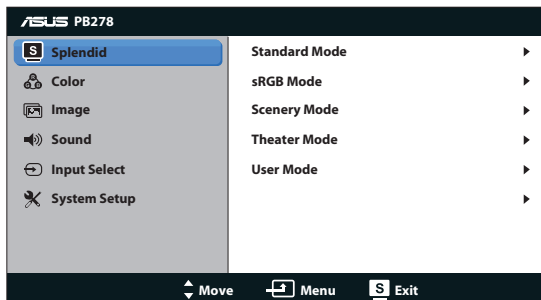 ASUS PB278
S Splendid
Color
Image
Sound
Input Select
System Setup
Standard Mode
sRGB Mode
Scenery Mode
Theater Mode
User Mode
Move Menu S Exit